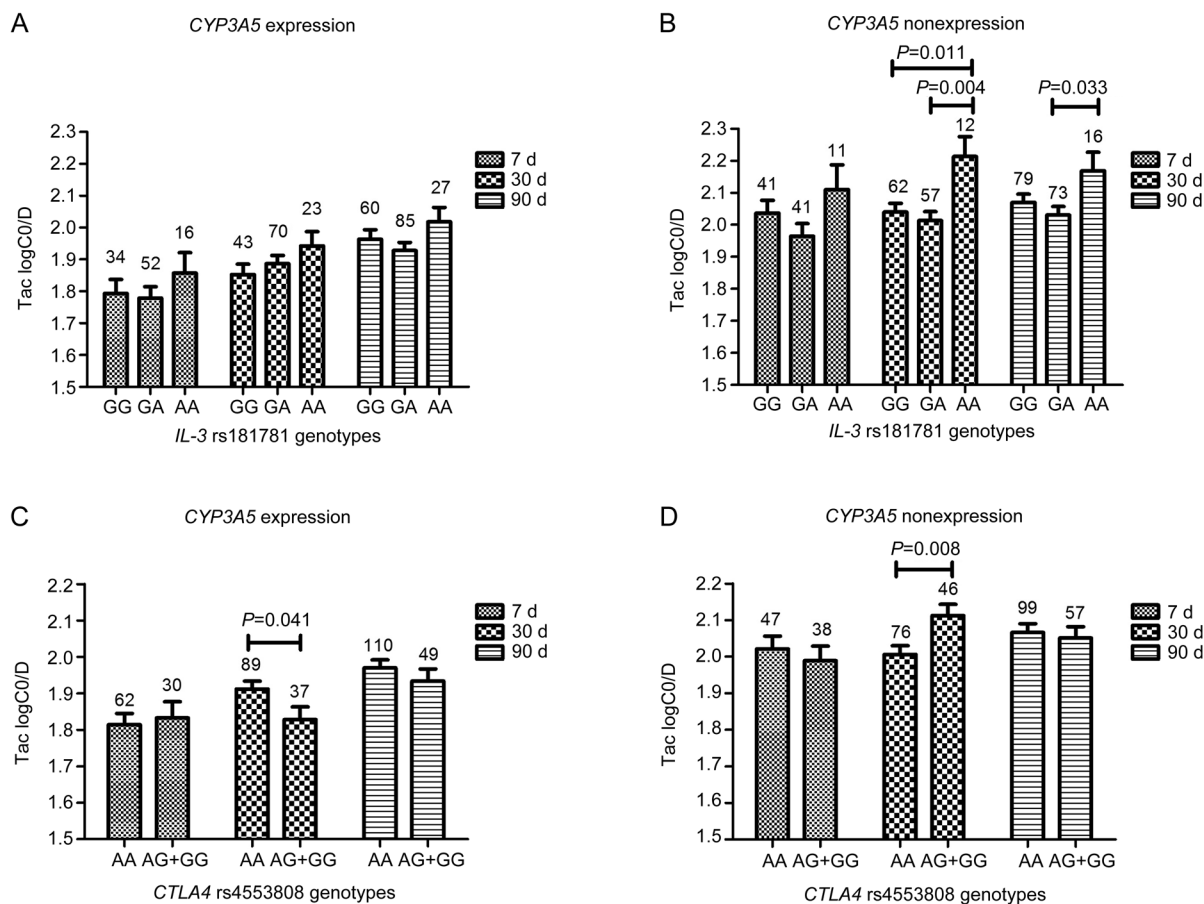 A
CYP3A5 expression
Tac logC0/D
2.3
2.2
2.1
2.0
1.9
1.8
1.7
1.6
1.5
34
52
16
43
70
23
60
85
27
GG GA AA GG GA AA GG GA AA
IL-3 rs181781 genotypes
7 d
30 d
90 d
B
CYP3A5 nonexpression
P=0.011
P=0.004
P=0.033
Tac logC0/D
2.3
2.2
2.1
2.0
1.9
1.8
1.7
1.6
1.5
41
41
11
62
57
12
79
73
16
GG GA AA GG GA AA GG GA AA
IL-3 rs181781 genotypes
7 d
30 d
90 d
C
CYP3A5 expression
P=0.041
Tac logC0/D
2.2
2.1
2.0
1.9
1.8
1.7
1.6
1.5
62
30
89
37
110
49
AA AG+GG AA AG+GG AA AG+GG
CTLA4 rs4553808 genotypes
7 d
30 d
90 d
D
CYP3A5 nonexpression
P=0.008
Tac logC0/D
2.2
2.1
2.0
1.9
1.8
1.7
1.6
1.5
47
38
76
46
99
57
AA AG+GG AA AG+GG AA AG+GG
CTLA4 rs4553808 genotypes
7 d
30 d
90 d